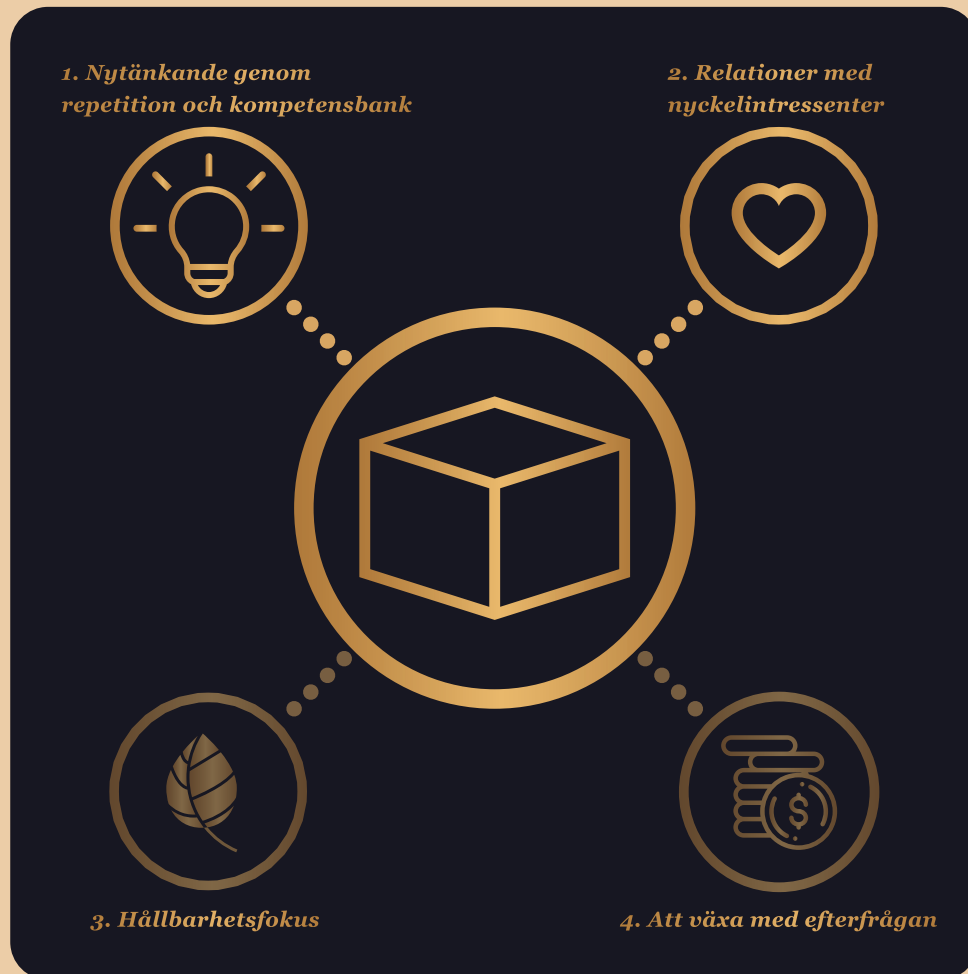 1. Nytänkande genom
repetition och kompetensbank
2. Relationer med
nyckelintressenter
$
3. Hållbarhetsfokus
4. Att växa med efterfrågan